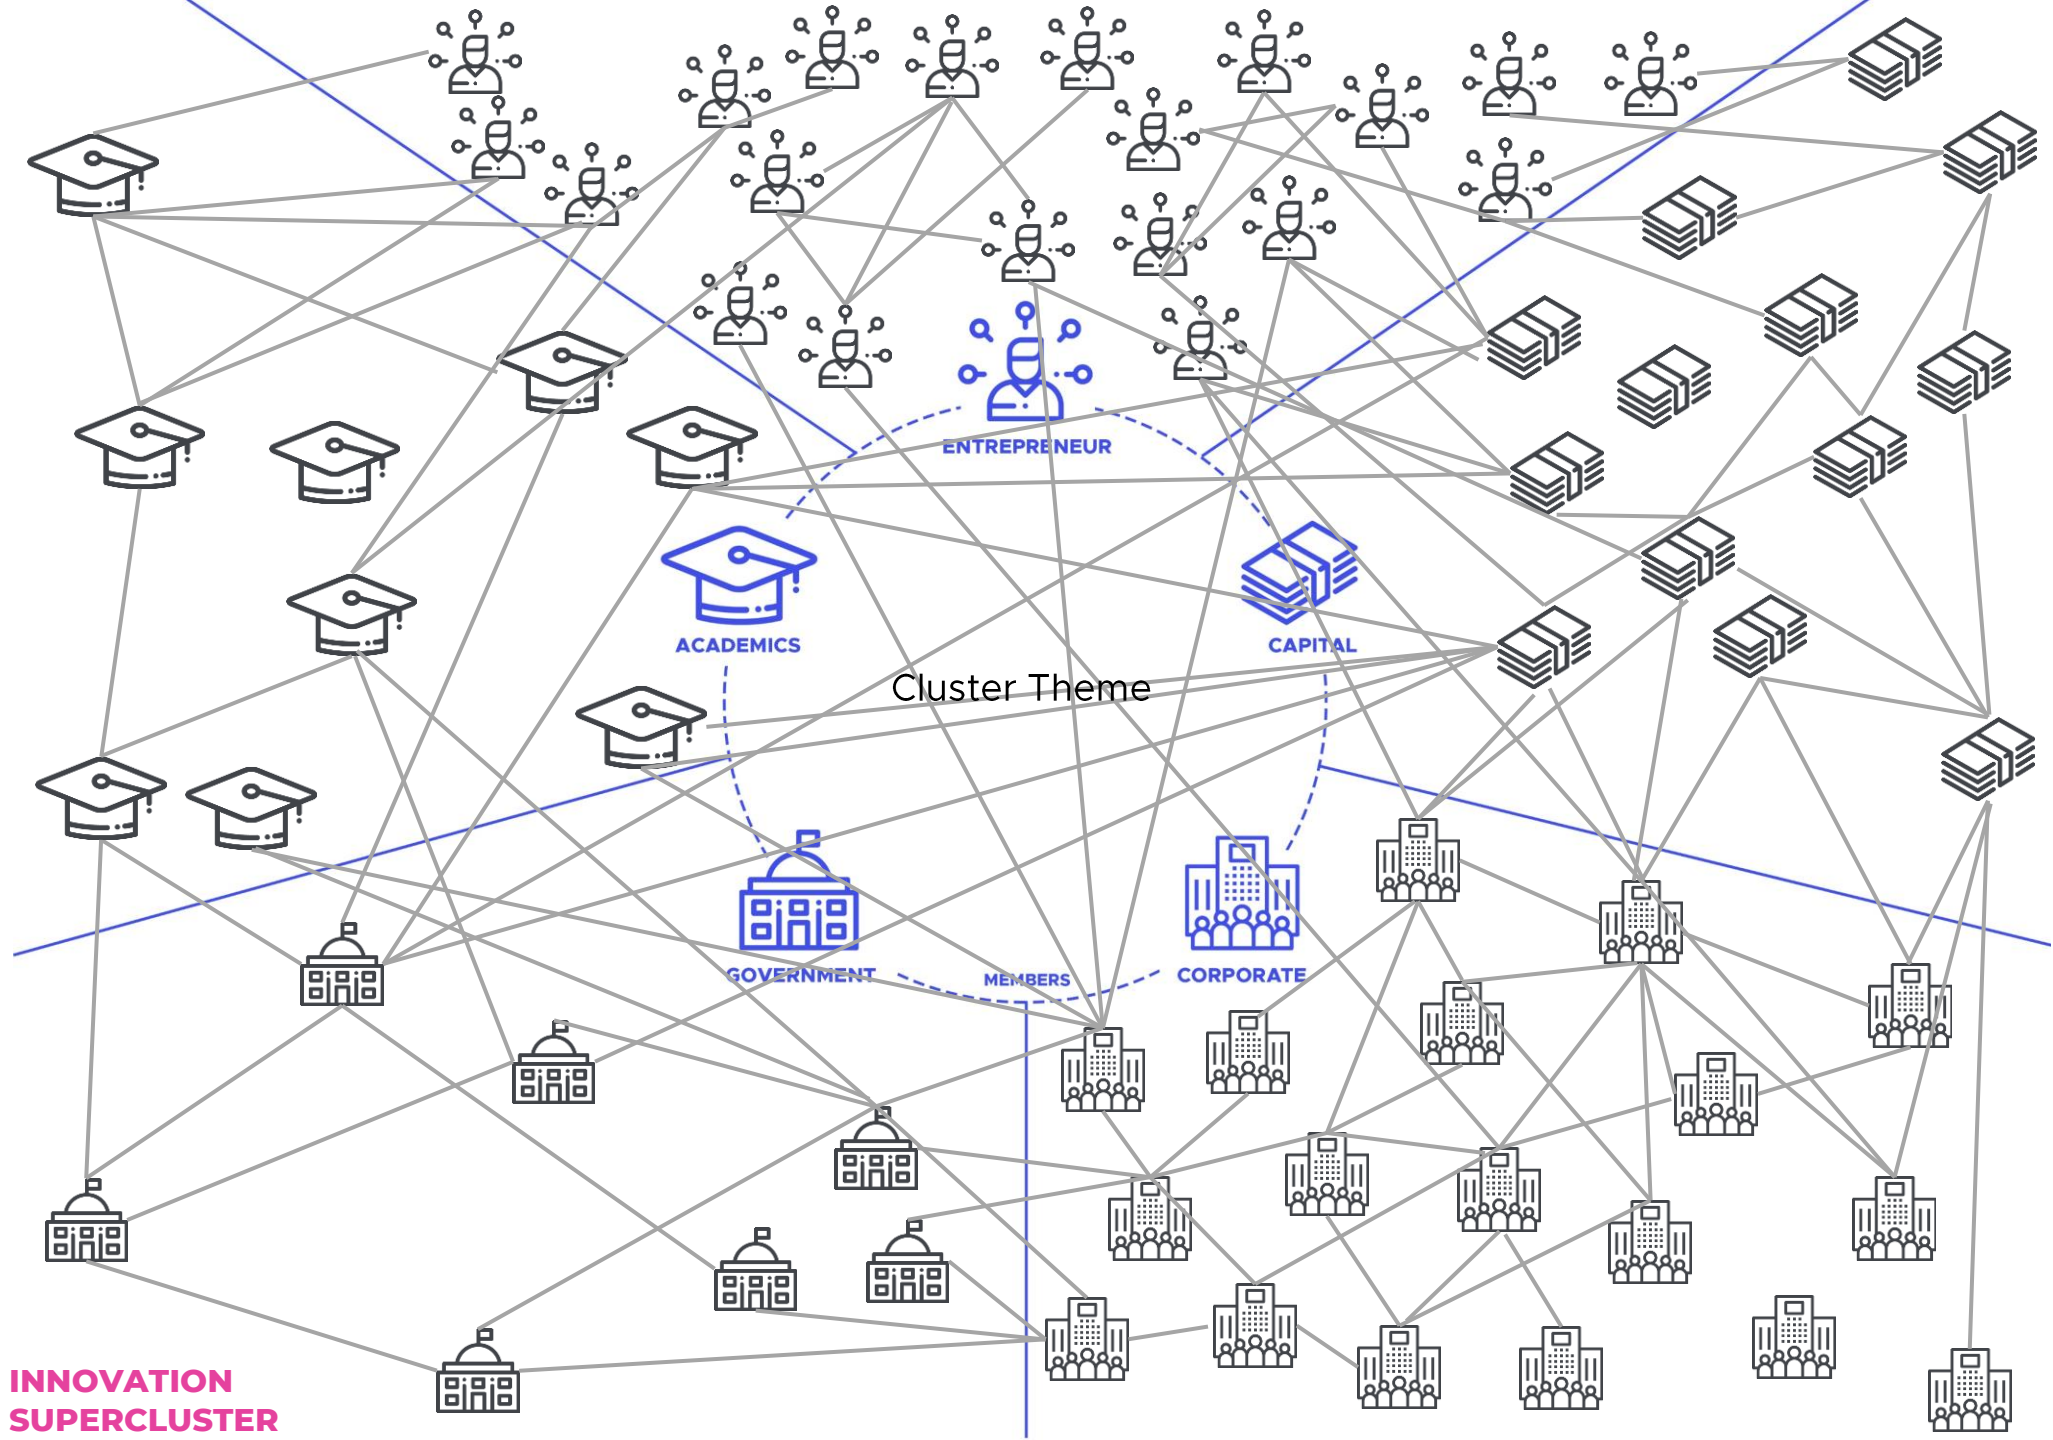 ENTREPRENEUR
ACADEMICS
CAPITAL
Cluster Theme
GOVERNMENT
MEMBERS
CORPORATE
INNOVATION
SUPERCLUSTER